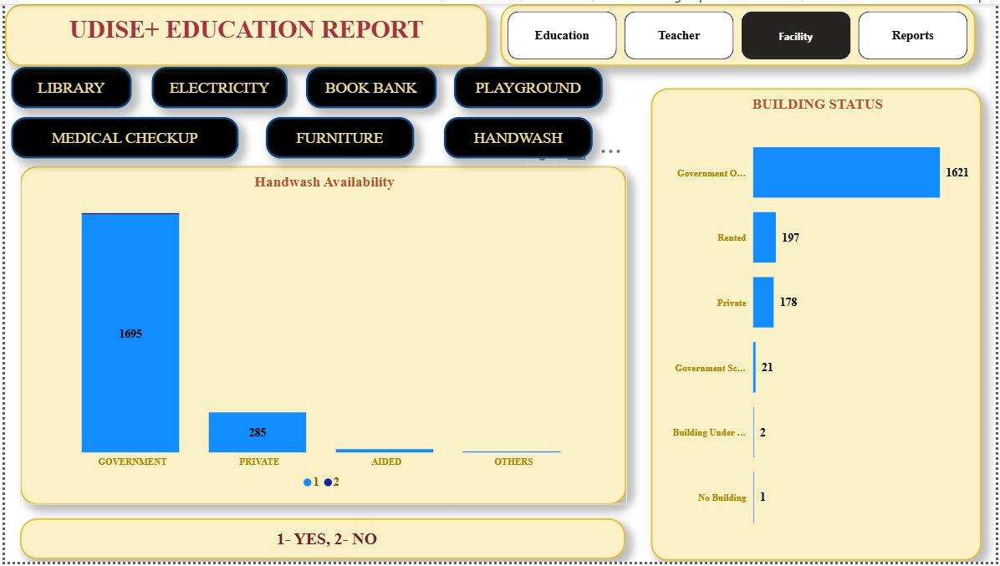 UDISE+ EDUCATION REPORT
Education
Teacher
Facility
Reports
LIBRARY
ELECTRICITY
BOOK BANK
PLAYGROUND
MEDICAL CHECKUP
FURNITURE
HANDWASH
...
Handwash Availability
1695
285
GOVERNMENT
PRIVATE
AIDED
OTHERS
1 2
1- YES, 2- NO
BUILDING STATUS
Government O... 1621
Rented 197
Private 178
Government Sc... 21
Building Under ... 2
No Building 1